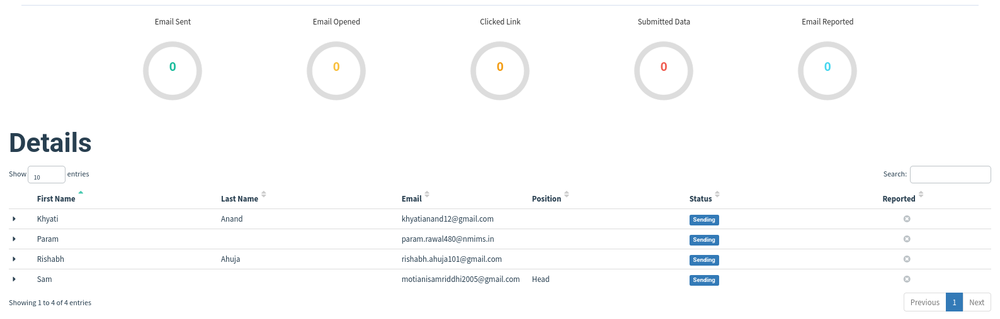 Email Sent Email Opened Clicked Link Submitted Data Email Reported
0 0 0 0 0
Details
Show 10 entries Search:
First Name Last Name Email Position Status Reported
Khyati Anand khyatianand12@gmail.com Sending
Param param.rawal480@nmims.in Sending
Rishabh Ahuja rishabh.ahuja101@gmail.com Sending
Sam motianisamriddhi2005@gmail.com Head Sending
Showing 1 to 4 of 4 entries Previous 1 Next